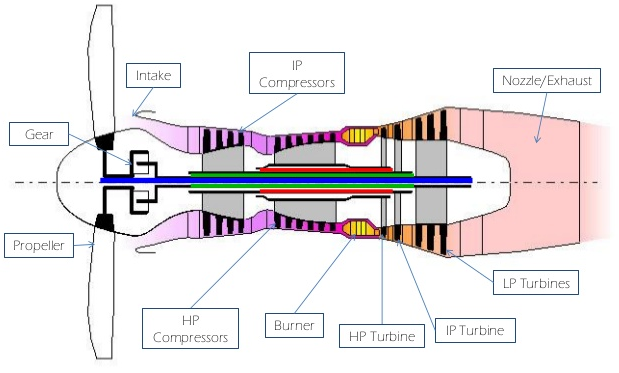 IP
Compressors
Intake
Nozzle/Exhaust
Gear
Propeller
LP Turbines
HP
Compressors
Burner
HP Turbine
IP Turbine